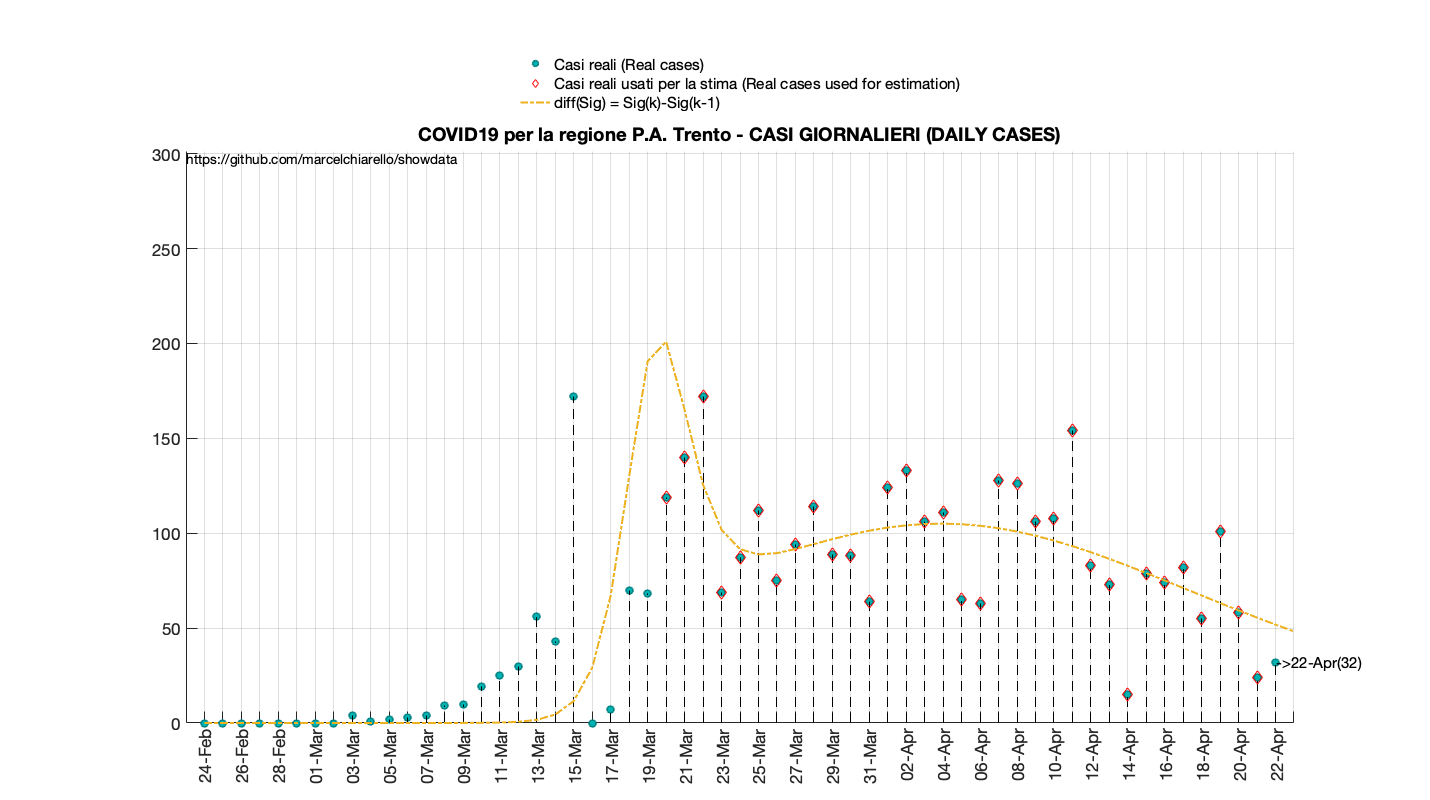 Casi reali (Real cases)
Casi reali usati per la stima (Real cases used for estimation)
diff(Sig) = Sig(k)-Sig(k-1)
COVID19 per la regione P.A. Trento - CASI GIORNALIERI (DAILY CASES)
https://github.com/marcelchiarello/showdata
300
250
200
150
100
50
0
->22-Apr(32)
24-Feb
26-Feb
28-Feb
01-Mar
03-Mar
05-Mar
07-Mar
09-Mar
11-Mar
13-Mar
15-Mar
17-Mar
19-Mar
21-Mar
23-Mar
25-Mar
27-Mar
29-Mar
31-Mar
02-Apr
04-Apr
06-Apr
08-Apr
10-Apr
12-Apr
14-Apr
16-Apr
18-Apr
20-Apr
22-Apr